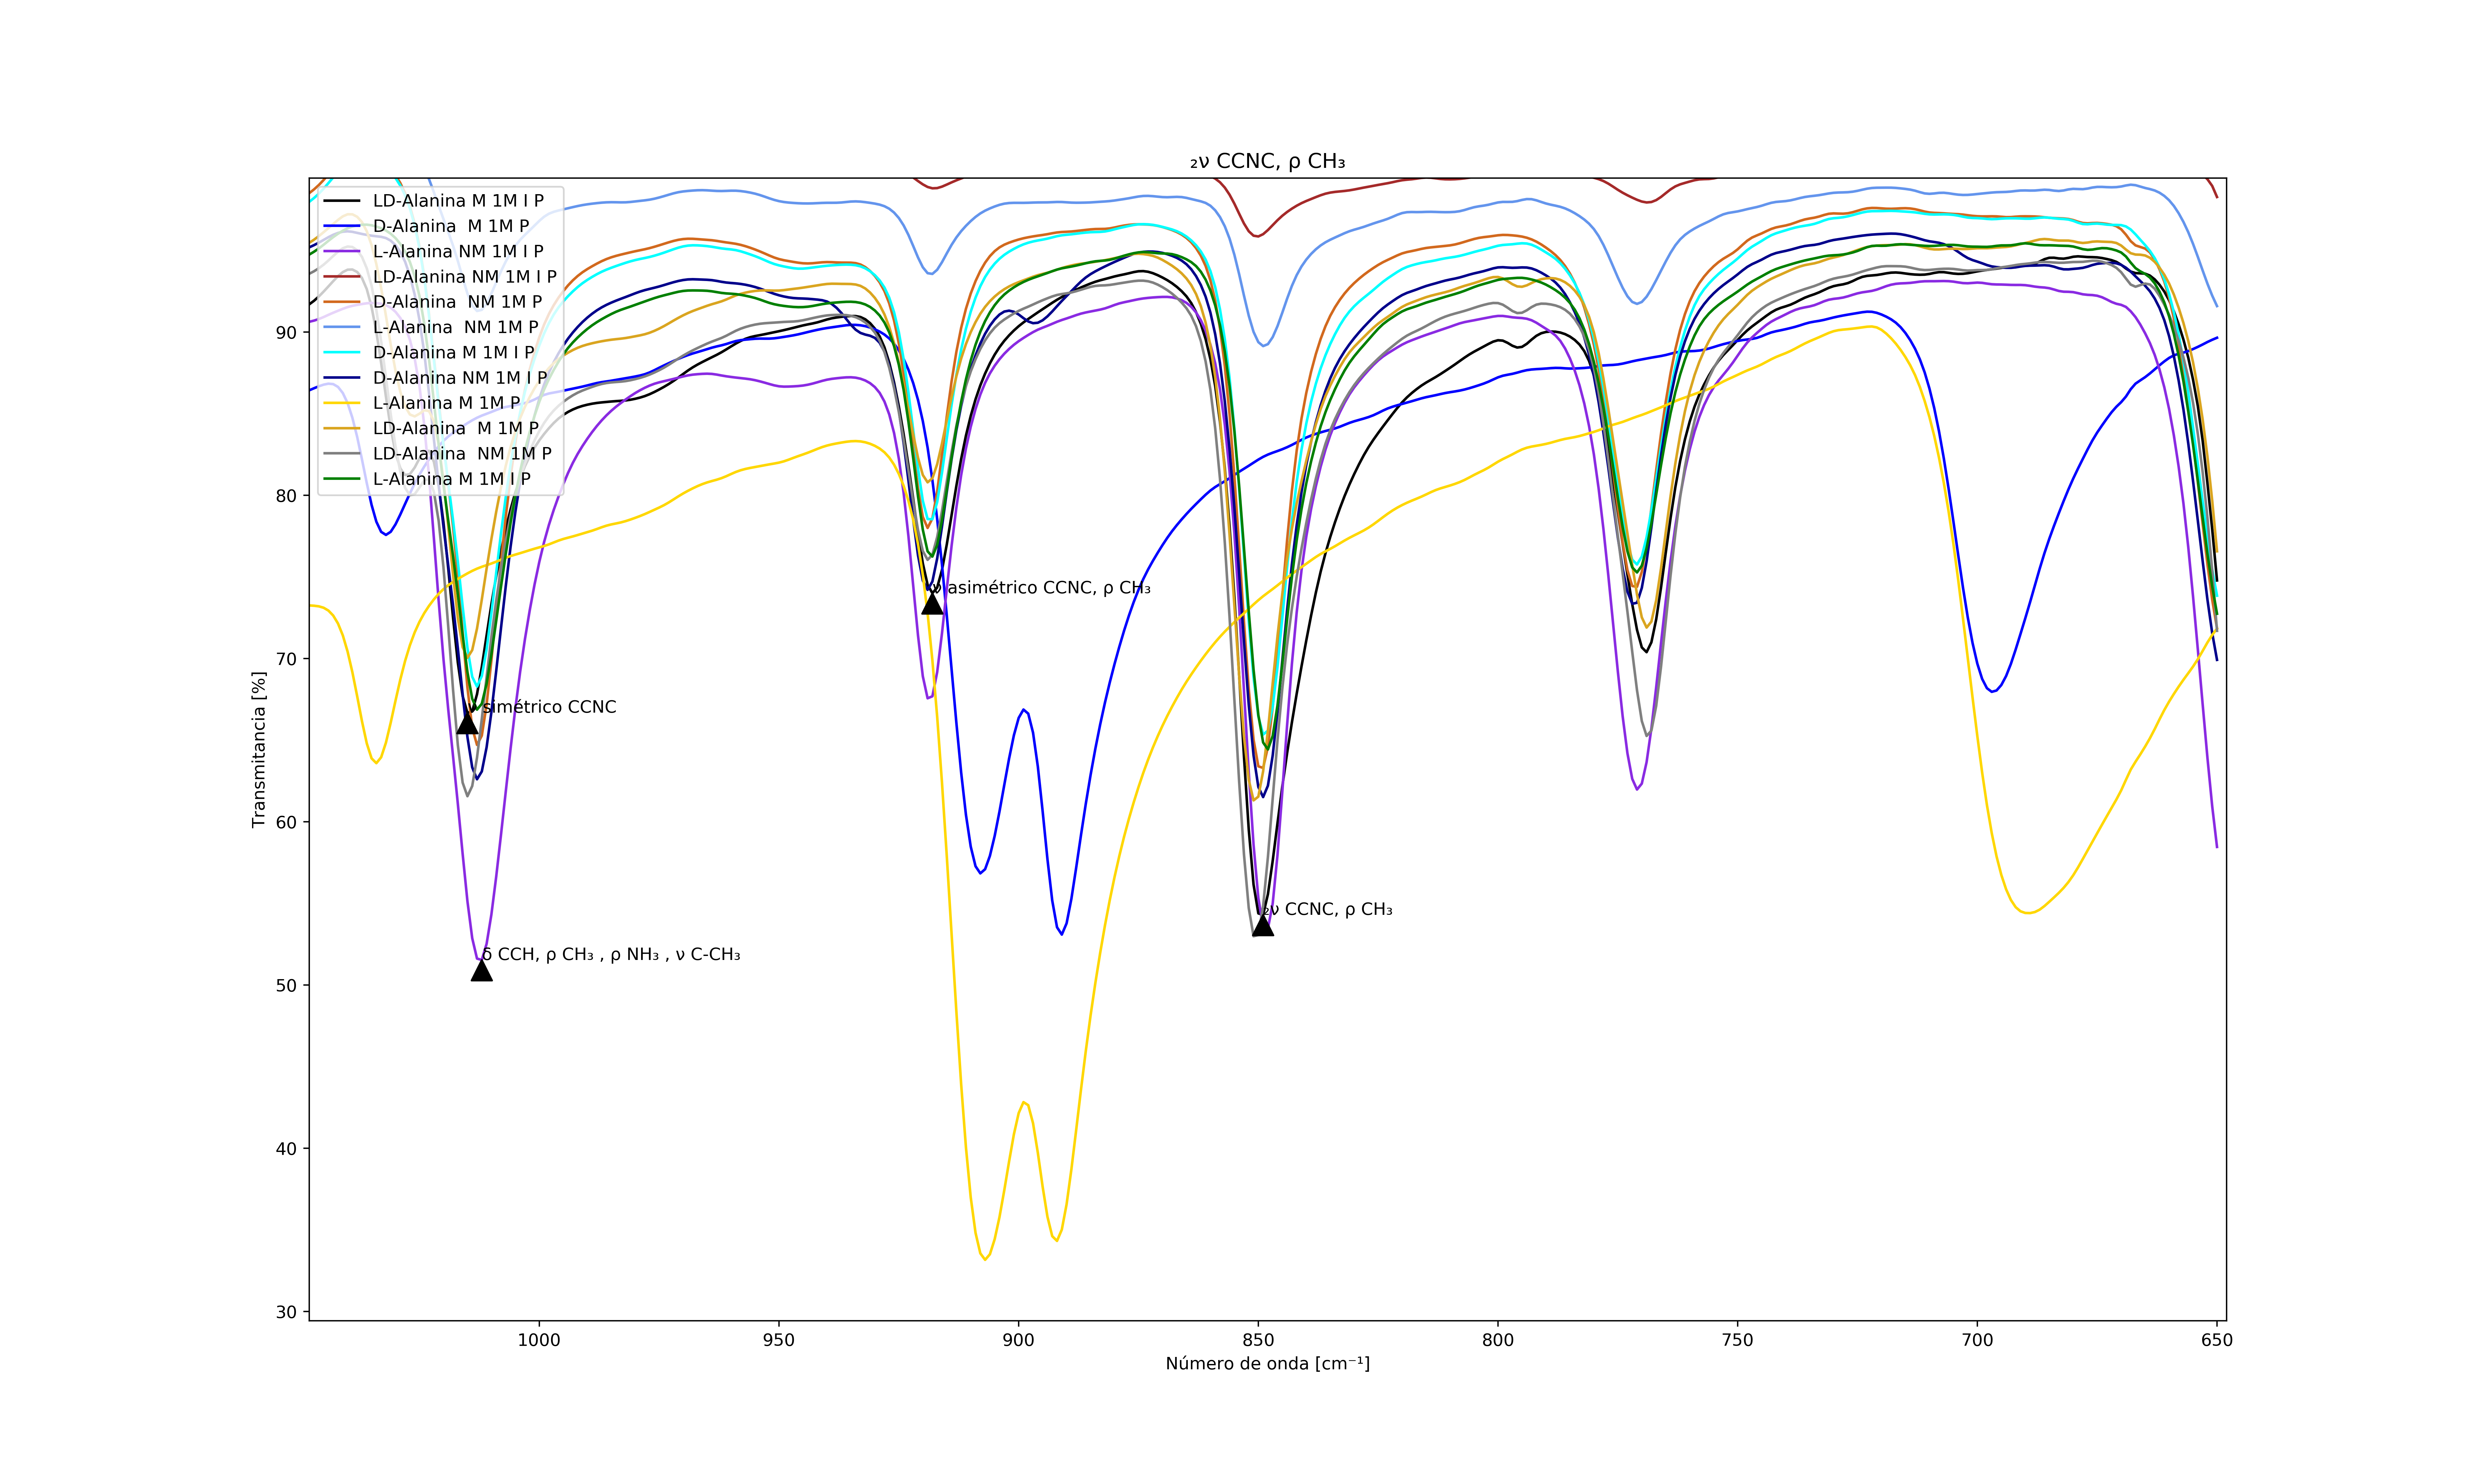 ₂ν CCNC, ρ CH₃
LD-Alanina M 1M I P
D-Alanina  M 1M P
L-Alanina NM 1M I P
LD-Alanina NM 1M I P
D-Alanina  NM 1M P
L-Alanina  NM 1M P
D-Alanina M 1M I P
D-Alanina NM 1M I P
L-Alanina M 1M P
LD-Alanina  M 1M P
LD-Alanina  NM 1M P
L-Alanina M 1M I P
90
80
70
60
50
40
30
Transmitancia [%]
ν asimétrico CCNC, ρ CH₃
ν simétrico CCNC
₂ν CCNC, ρ CH₃
δ CCH, ρ CH₃ , ρ NH₃ , ν C-CH₃
1000
950
900
850
800
750
700
650
Número de onda [cm⁻¹]